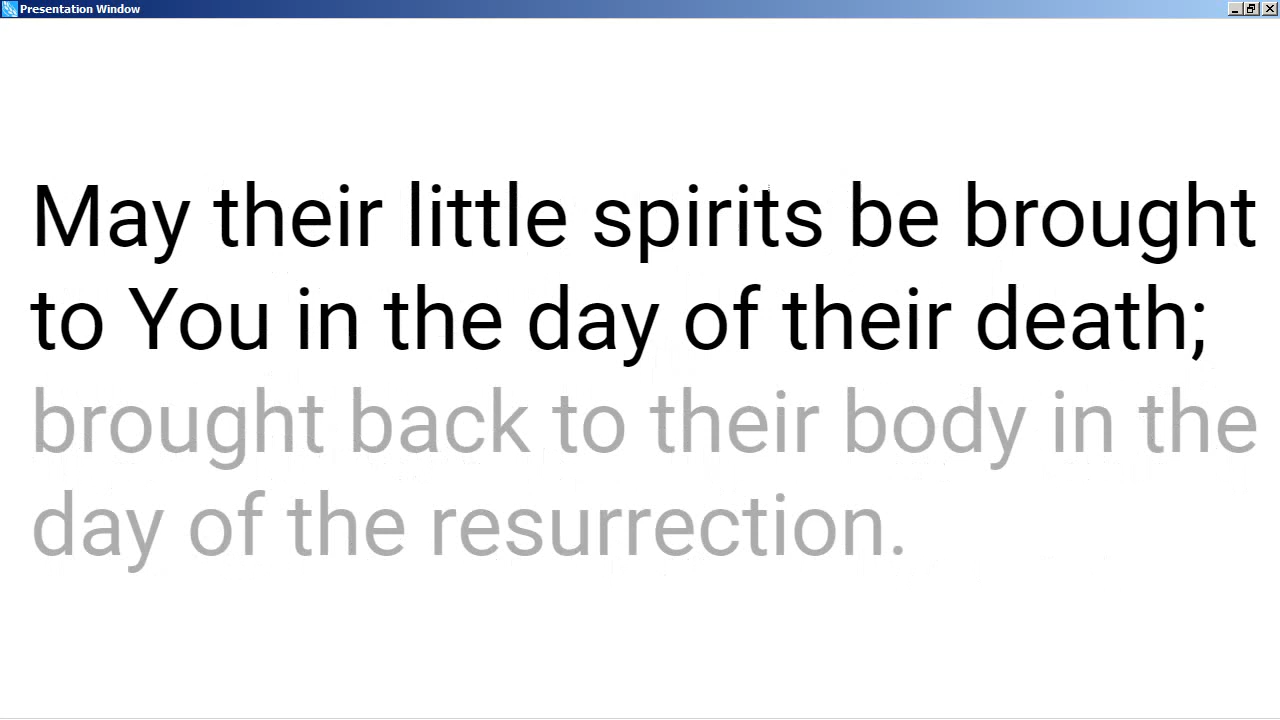 Presentation Window
May their little spirits be brought
to You in the day of their death;
brought back to their body in the
day of the resurrection.